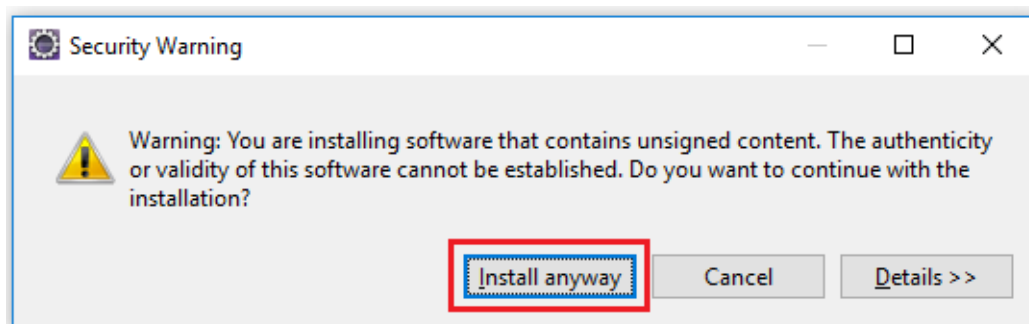 Security Warning
Warning: You are installing software that contains unsigned content. The authenticity
or validity of this software cannot be established. Do you want to continue with the
installation?
Install anyway Cancel Details >>